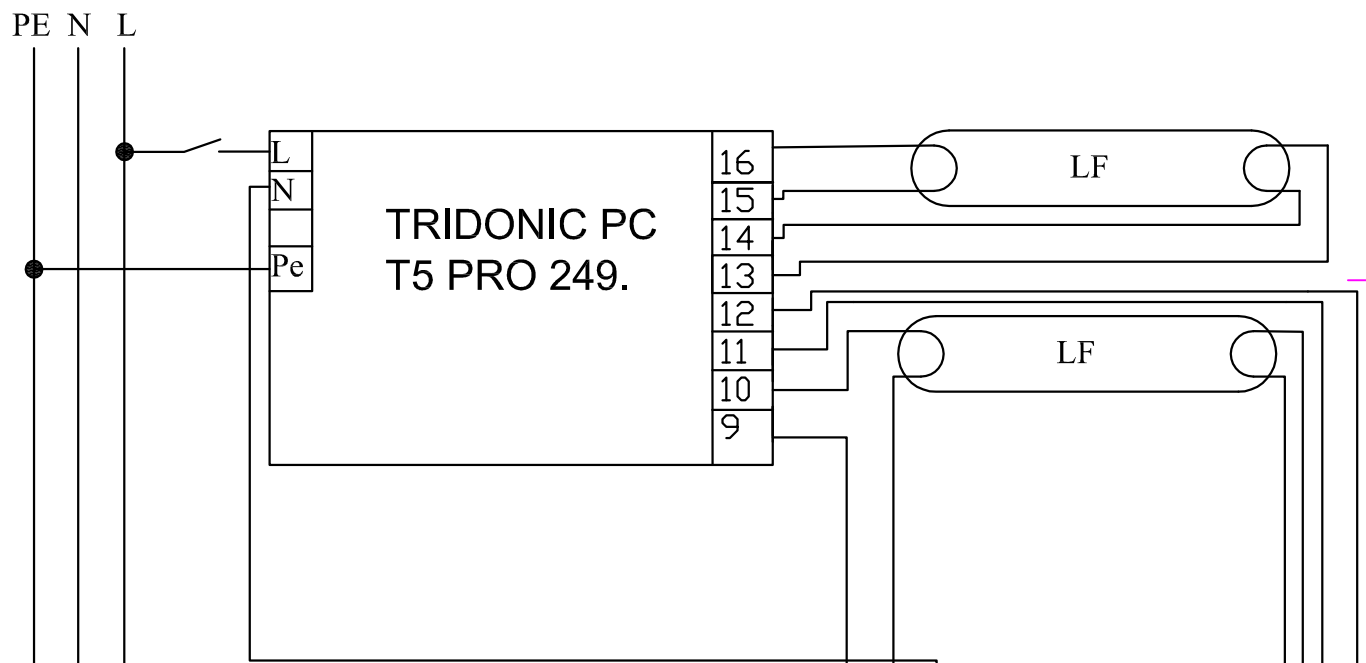 PE N L
L
N
Pe
TRIDONIC PC
T5 PRO 249.
16
15
14
13
12
11
10
9
LF
LF